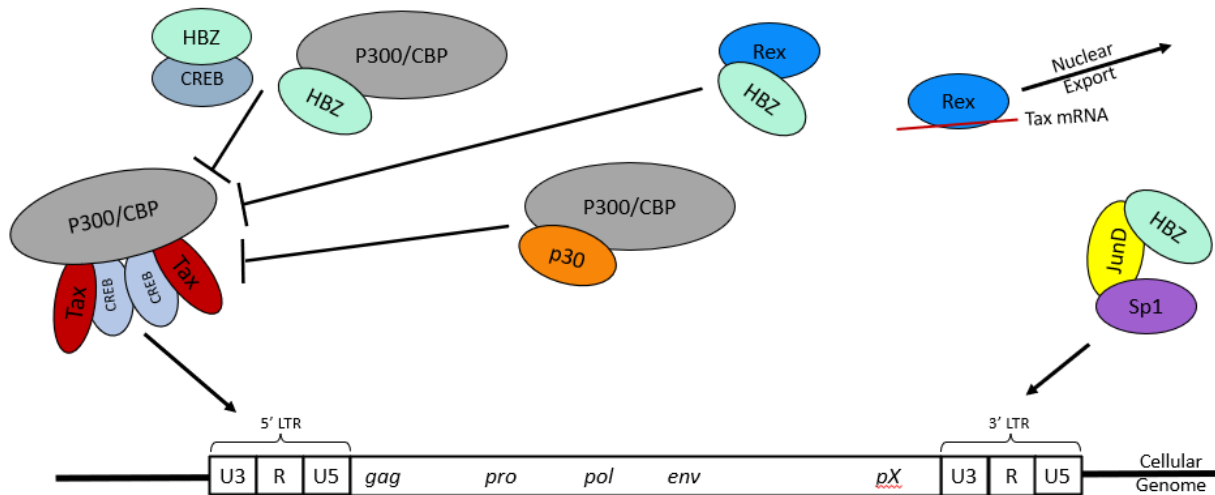 HBZ
CREB
P300/CBP
HBZ
Rex
HBZ
Nuclear
Export
Rex
Tax mRNA
P300/CBP
Tax
CREB
CREB
Tax
P300/CBP
p30
HBZ
JunD
Sp1
5' LTR
3' LTR
U3 R U5 gag pro pol env pX U3 R U5
Cellular
Genome